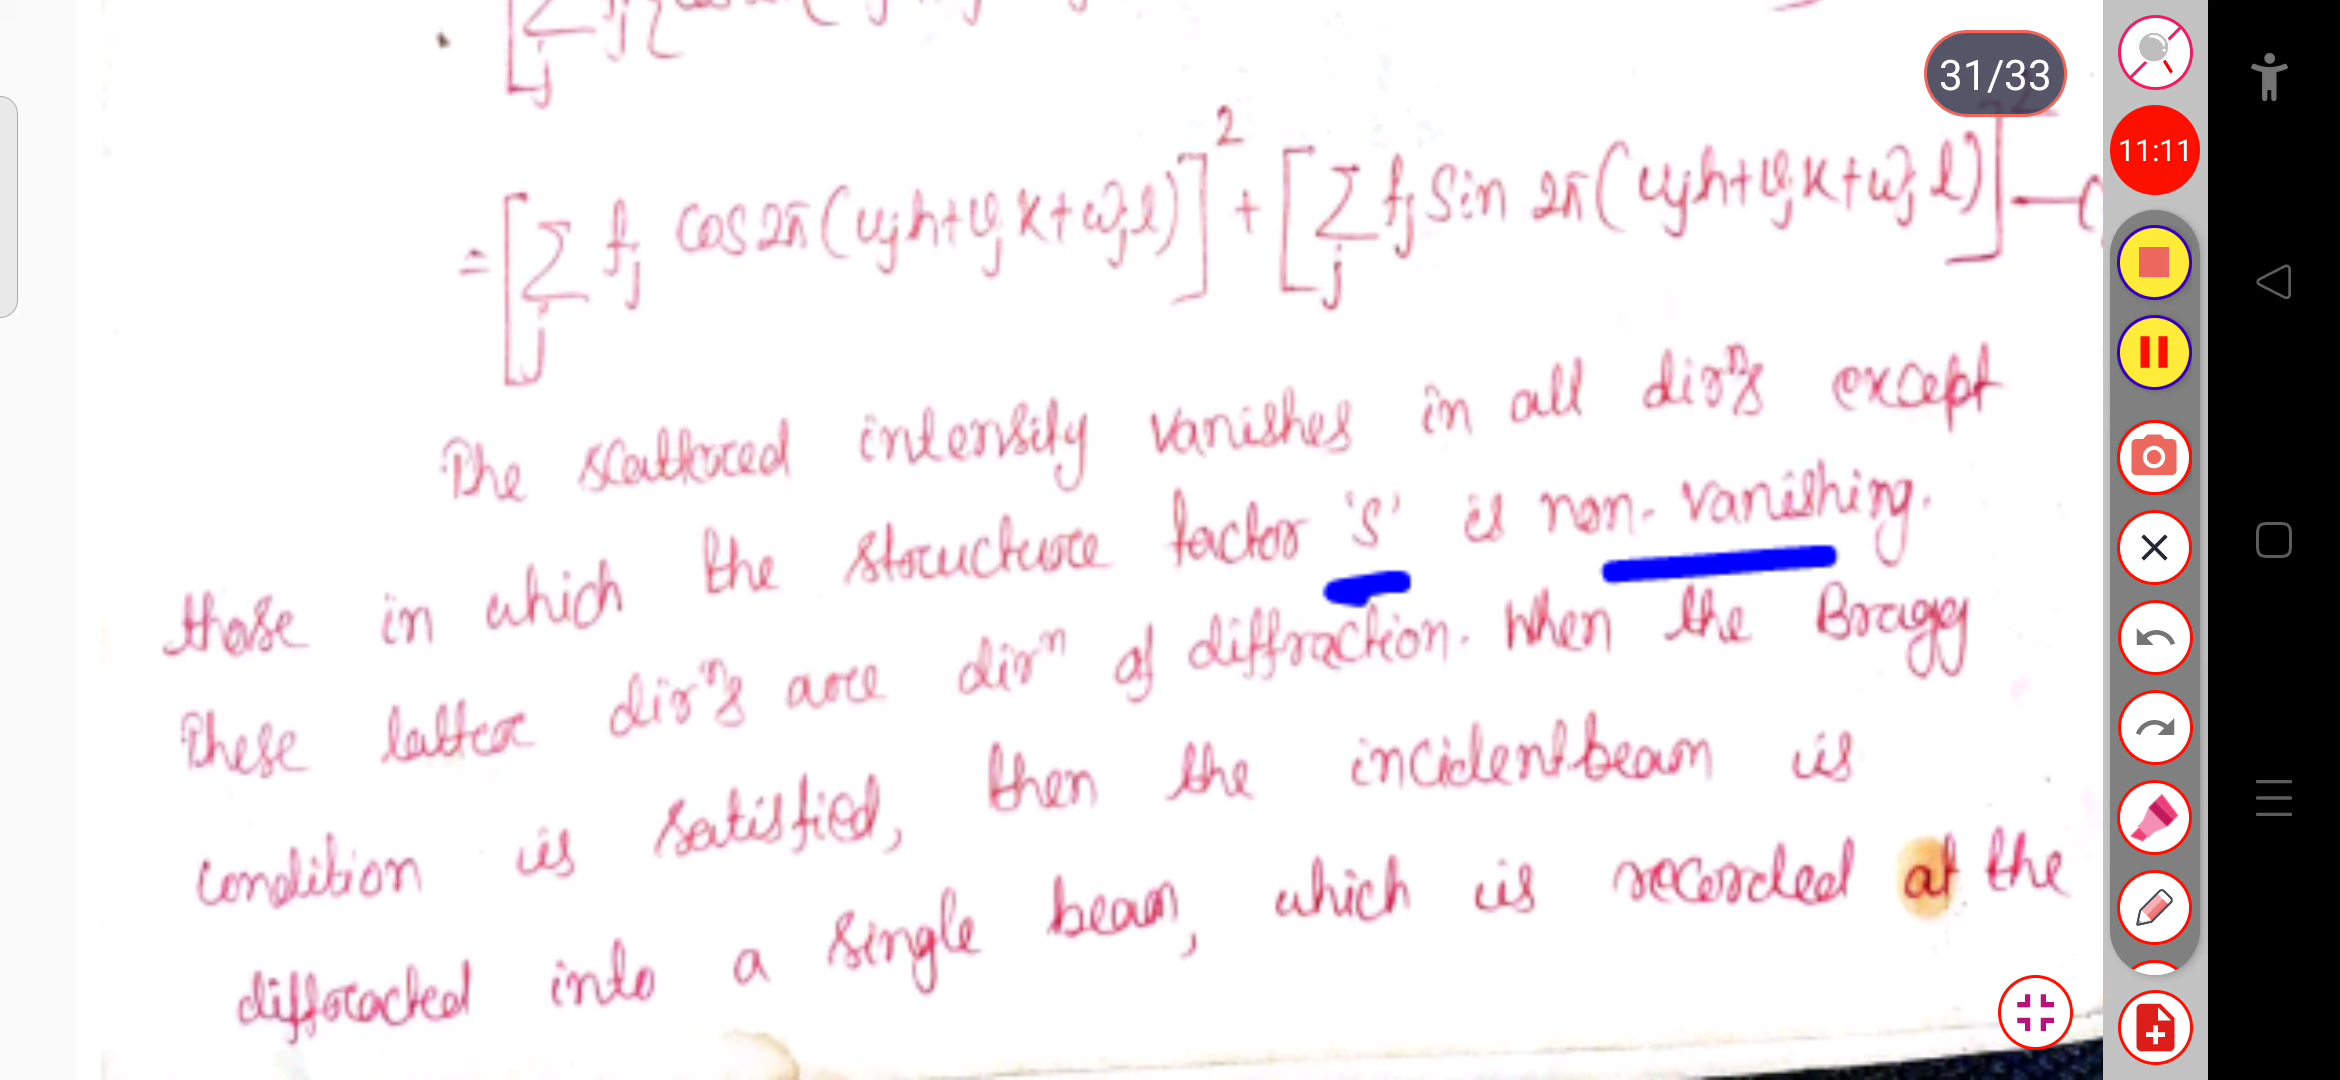 31/33
11:11
= [ Σj fj cos 2π (ujh+vjk+wjl) ]² + [ Σj fj Sin 2π (ujh+vjk+wjl) ]² —(
The scattered intensity vanishes in all dirⁿs except
those in which the structure factor 'S' is non-vanishing.
These latter dirⁿs are dirⁿ of diffraction. When the Bragg
condition is satisfied, then the incident beam is
diffracted into a single beam, which is recorded at the